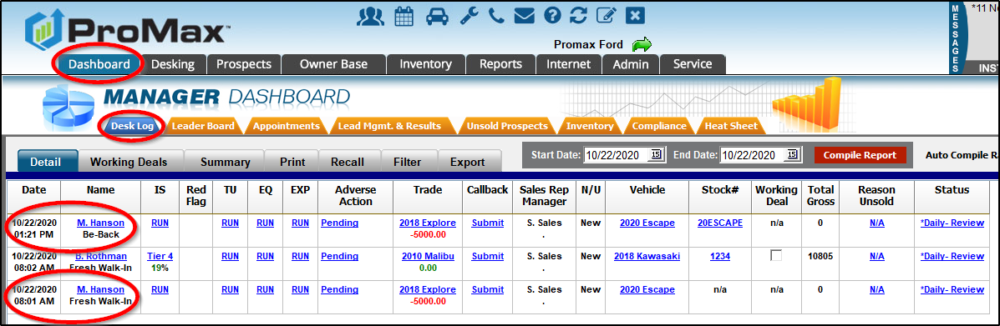 ProMax™
Promax Ford
MESSAGES
*11 Ne
INST
Dashboard Desking Prospects Owner Base Inventory Reports Internet Admin Service
MANAGER DASHBOARD
Desk Log Leader Board Appointments Lead Mgmt. & Results Unsold Prospects Inventory Compliance Heat Sheet
Detail Working Deals Summary Print Recall Filter Export Start Date: 10/22/2020 15 End Date: 10/22/2020 15 Compile Report Auto Compile R
Date Name IS Red Flag TU EQ EXP Adverse Action Trade Callback Sales Rep Manager N/U Vehicle Stock# Working Deal Total Gross Reason Unsold Status
10/22/2020 M. Hanson RUN RUN RUN RUN Pending 2018 Explore Submit S. Sales New 2020 Escape 20ESCAPE n/a 0 N/A *Daily- Review
01:21 PM Be-Back -5000.00 .
10/22/2020 B. Rothman Tier 4 RUN RUN RUN Pending 2010 Malibu Submit S. Sales New 2018 Kawasaki 1234 10805 N/A *Daily- Review
08:02 AM Fresh Walk-In 19% 0.00 .
10/22/2020 M. Hanson RUN RUN RUN RUN Pending 2018 Explore Submit S. Sales New 2020 Escape n/a n/a 0 N/A *Daily- Review
08:01 AM Fresh Walk-In -5000.00 .